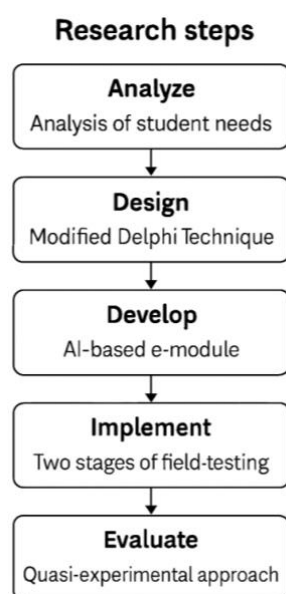 Research steps
Analyze
Analysis of student needs
Design
Modified Delphi Technique
Develop
AI-based e-module
Implement
Two stages of field-testing
Evaluate
Quasi-experimental approach